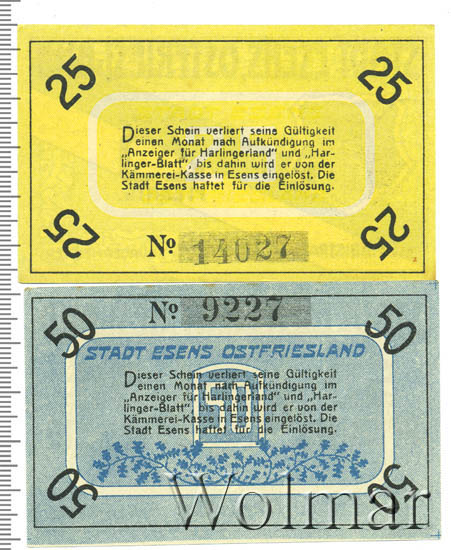 25 25
Dieser Schein verliert seine Gültigkeit
einen Monat nach Aufkündigung im
„Anzeiger für Harlingerland" und „Har-
linger-Blatt", bis dahin wird er von der
Kämmerei-Kasse in Esens eingelöst. Die
Stadt Esens haftet für die Einlösung.
25 25
No 14027
No 9227
50 50
STADT ESENS OSTFRIESLAND
Dieser Schein verliert seine Gültigkeit
einen Monat nach Aufkündigung im
„Anzeiger für Harlingerland" und „Har-
linger-Blatt", bis dahin wird er von der
Kämmerei-Kasse in Esens eingelöst. Die
Stadt Esens haftet für die Einlösung.
50
50 50
Wolmar